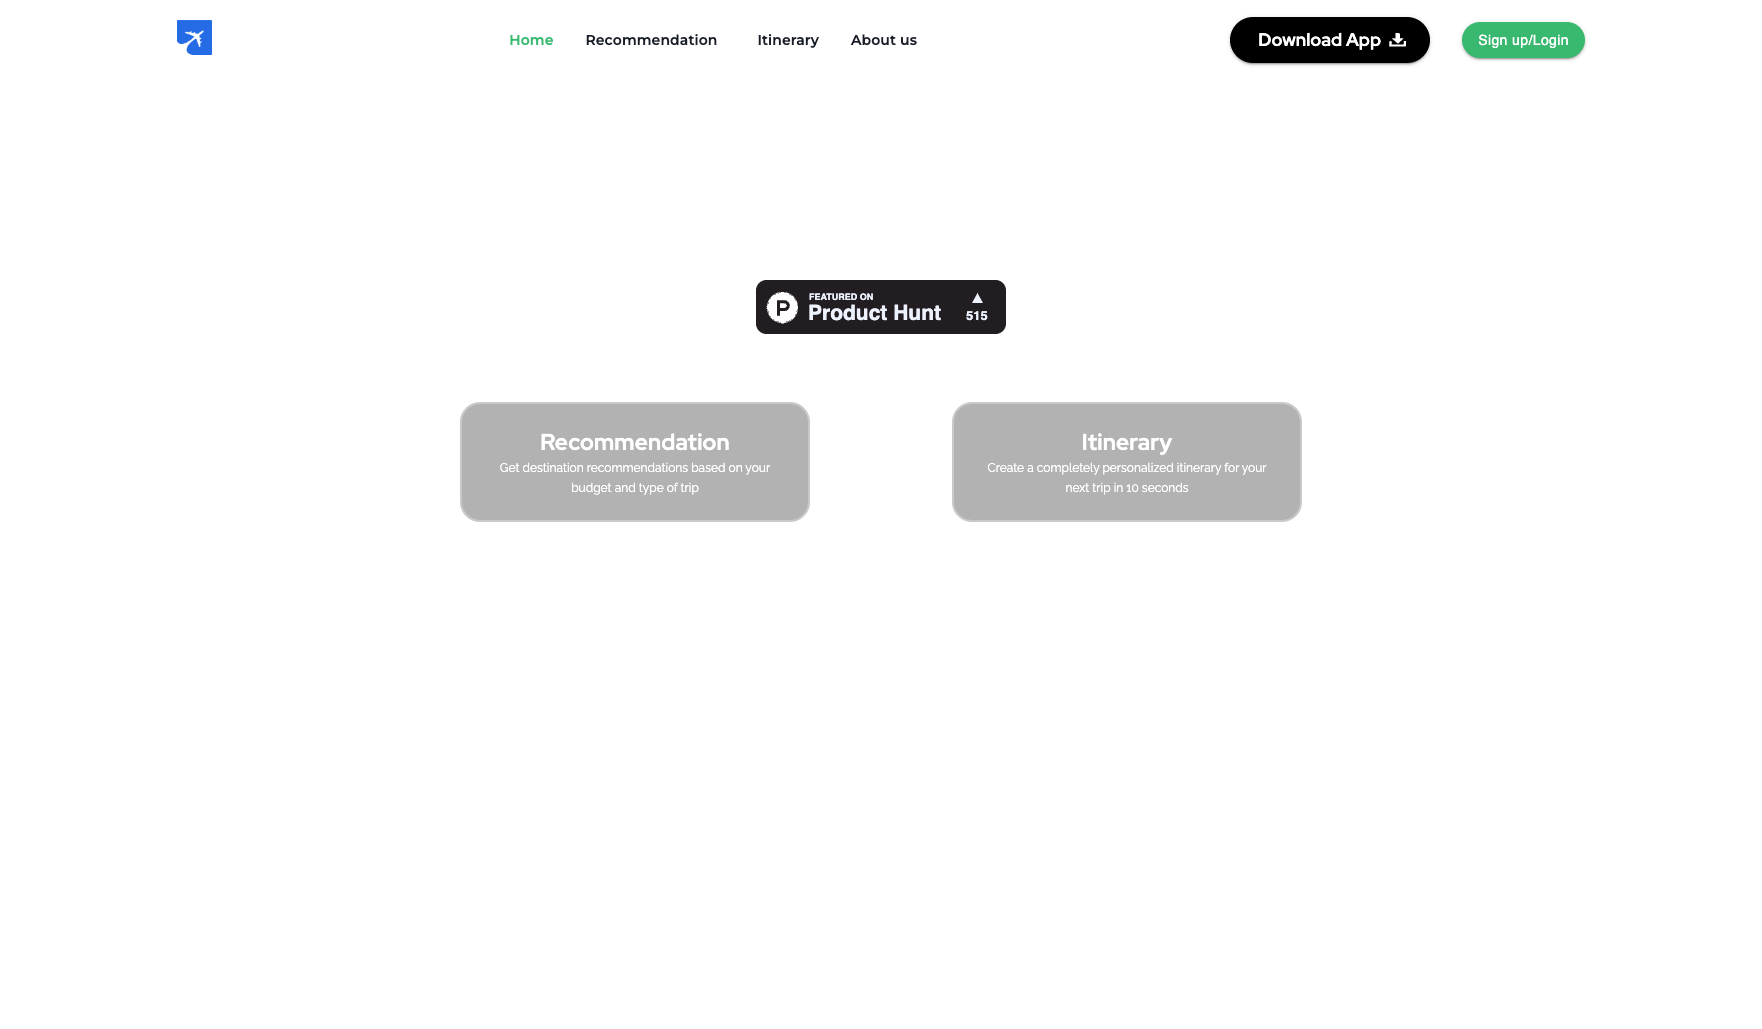 Home Recommendation Itinerary About us Download App Sign up/Login
FEATURED ON
P Product Hunt 515
Recommendation
Get destination recommendations based on your
budget and type of trip
Itinerary
Create a completely personalized itinerary for your
next trip in 10 seconds